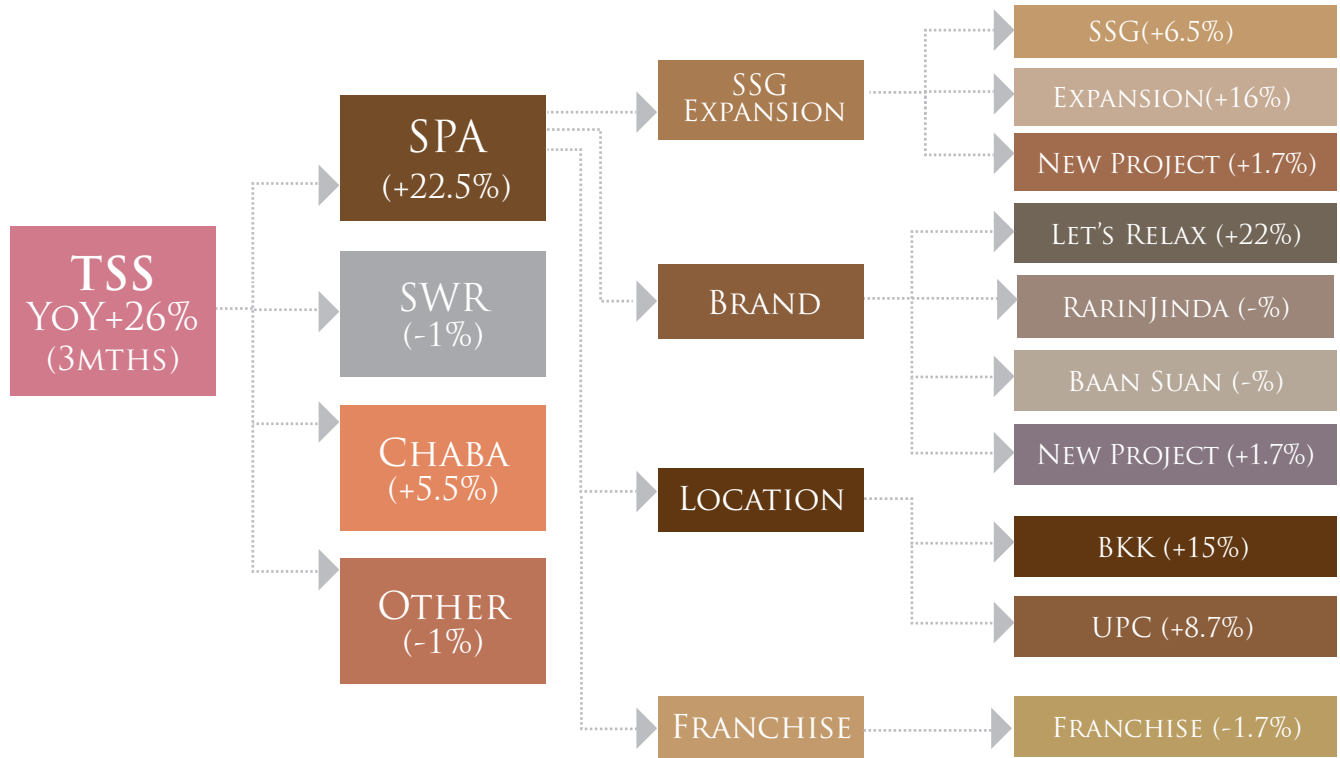 TSS
YoY+26%
(3mths)
SPA
(+22.5%)
SWR
(-1%)
Chaba
(+5.5%)
Other
(-1%)
SSG
Expansion
Brand
Location
Franchise
SSG(+6.5%)
Expansion(+16%)
New Project (+1.7%)
Let's Relax (+22%)
RarinJinda (-%)
Baan Suan (-%)
New Project (+1.7%)
BKK (+15%)
UPC (+8.7%)
Franchise (-1.7%)